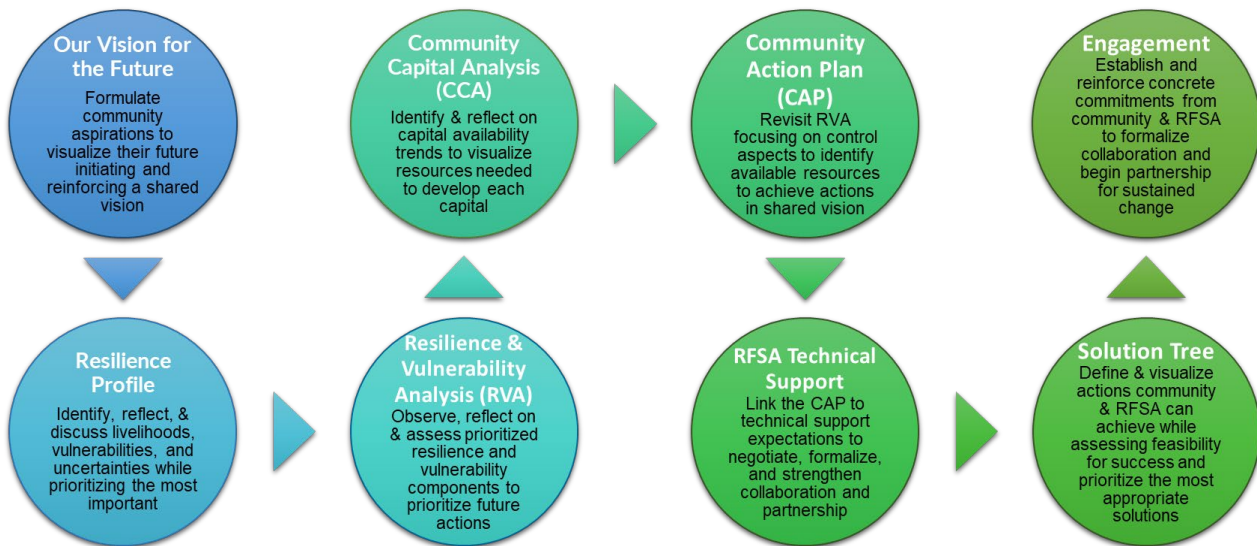 Our Vision for
the Future
Formulate
community
aspirations to
visualize their future
initiating and
reinforcing a shared
vision
Resilience
Profile
Identify, reflect, &
discuss livelihoods,
vulnerabilities, and
uncertainties while
prioritizing the most
important
Resilience &
Vulnerability
Analysis (RVA)
Observe, reflect on
& assess prioritized
resilience and
vulnerability
components to
prioritize future
actions
Community
Capital Analysis
(CCA)
Identify & reflect on
capital availability
trends to visualize
resources needed
to develop each
capital
Community
Action Plan
(CAP)
Revisit RVA
focusing on control
aspects to identify
available resources
to achieve actions
in shared vision
RFSA Technical
Support
Link the CAP to
technical support
expectations to
negotiate, formalize,
and strengthen
collaboration and
partnership
Solution Tree
Define & visualize
actions community
& RFSA can
achieve while
assessing feasibility
for success and
prioritize the most
appropriate
solutions
Engagement
Establish and
reinforce concrete
commitments from
community & RFSA
to formalize
collaboration and
begin partnership
for sustained
change